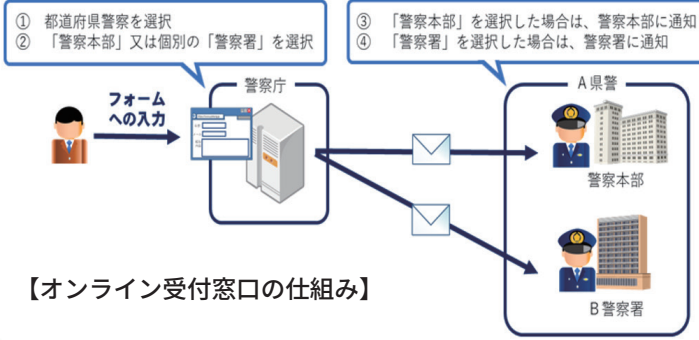 ① 都道府県警察を選択
② 「警察本部」又は個別の「警察署」を選択
③ 「警察本部」を選択した場合は、警察本部に通知
④ 「警察署」を選択した場合は、警察署に通知
フォーム
への入力
警察庁
A県警
警察本部
B警察署
【オンライン受付窓口の仕組み】